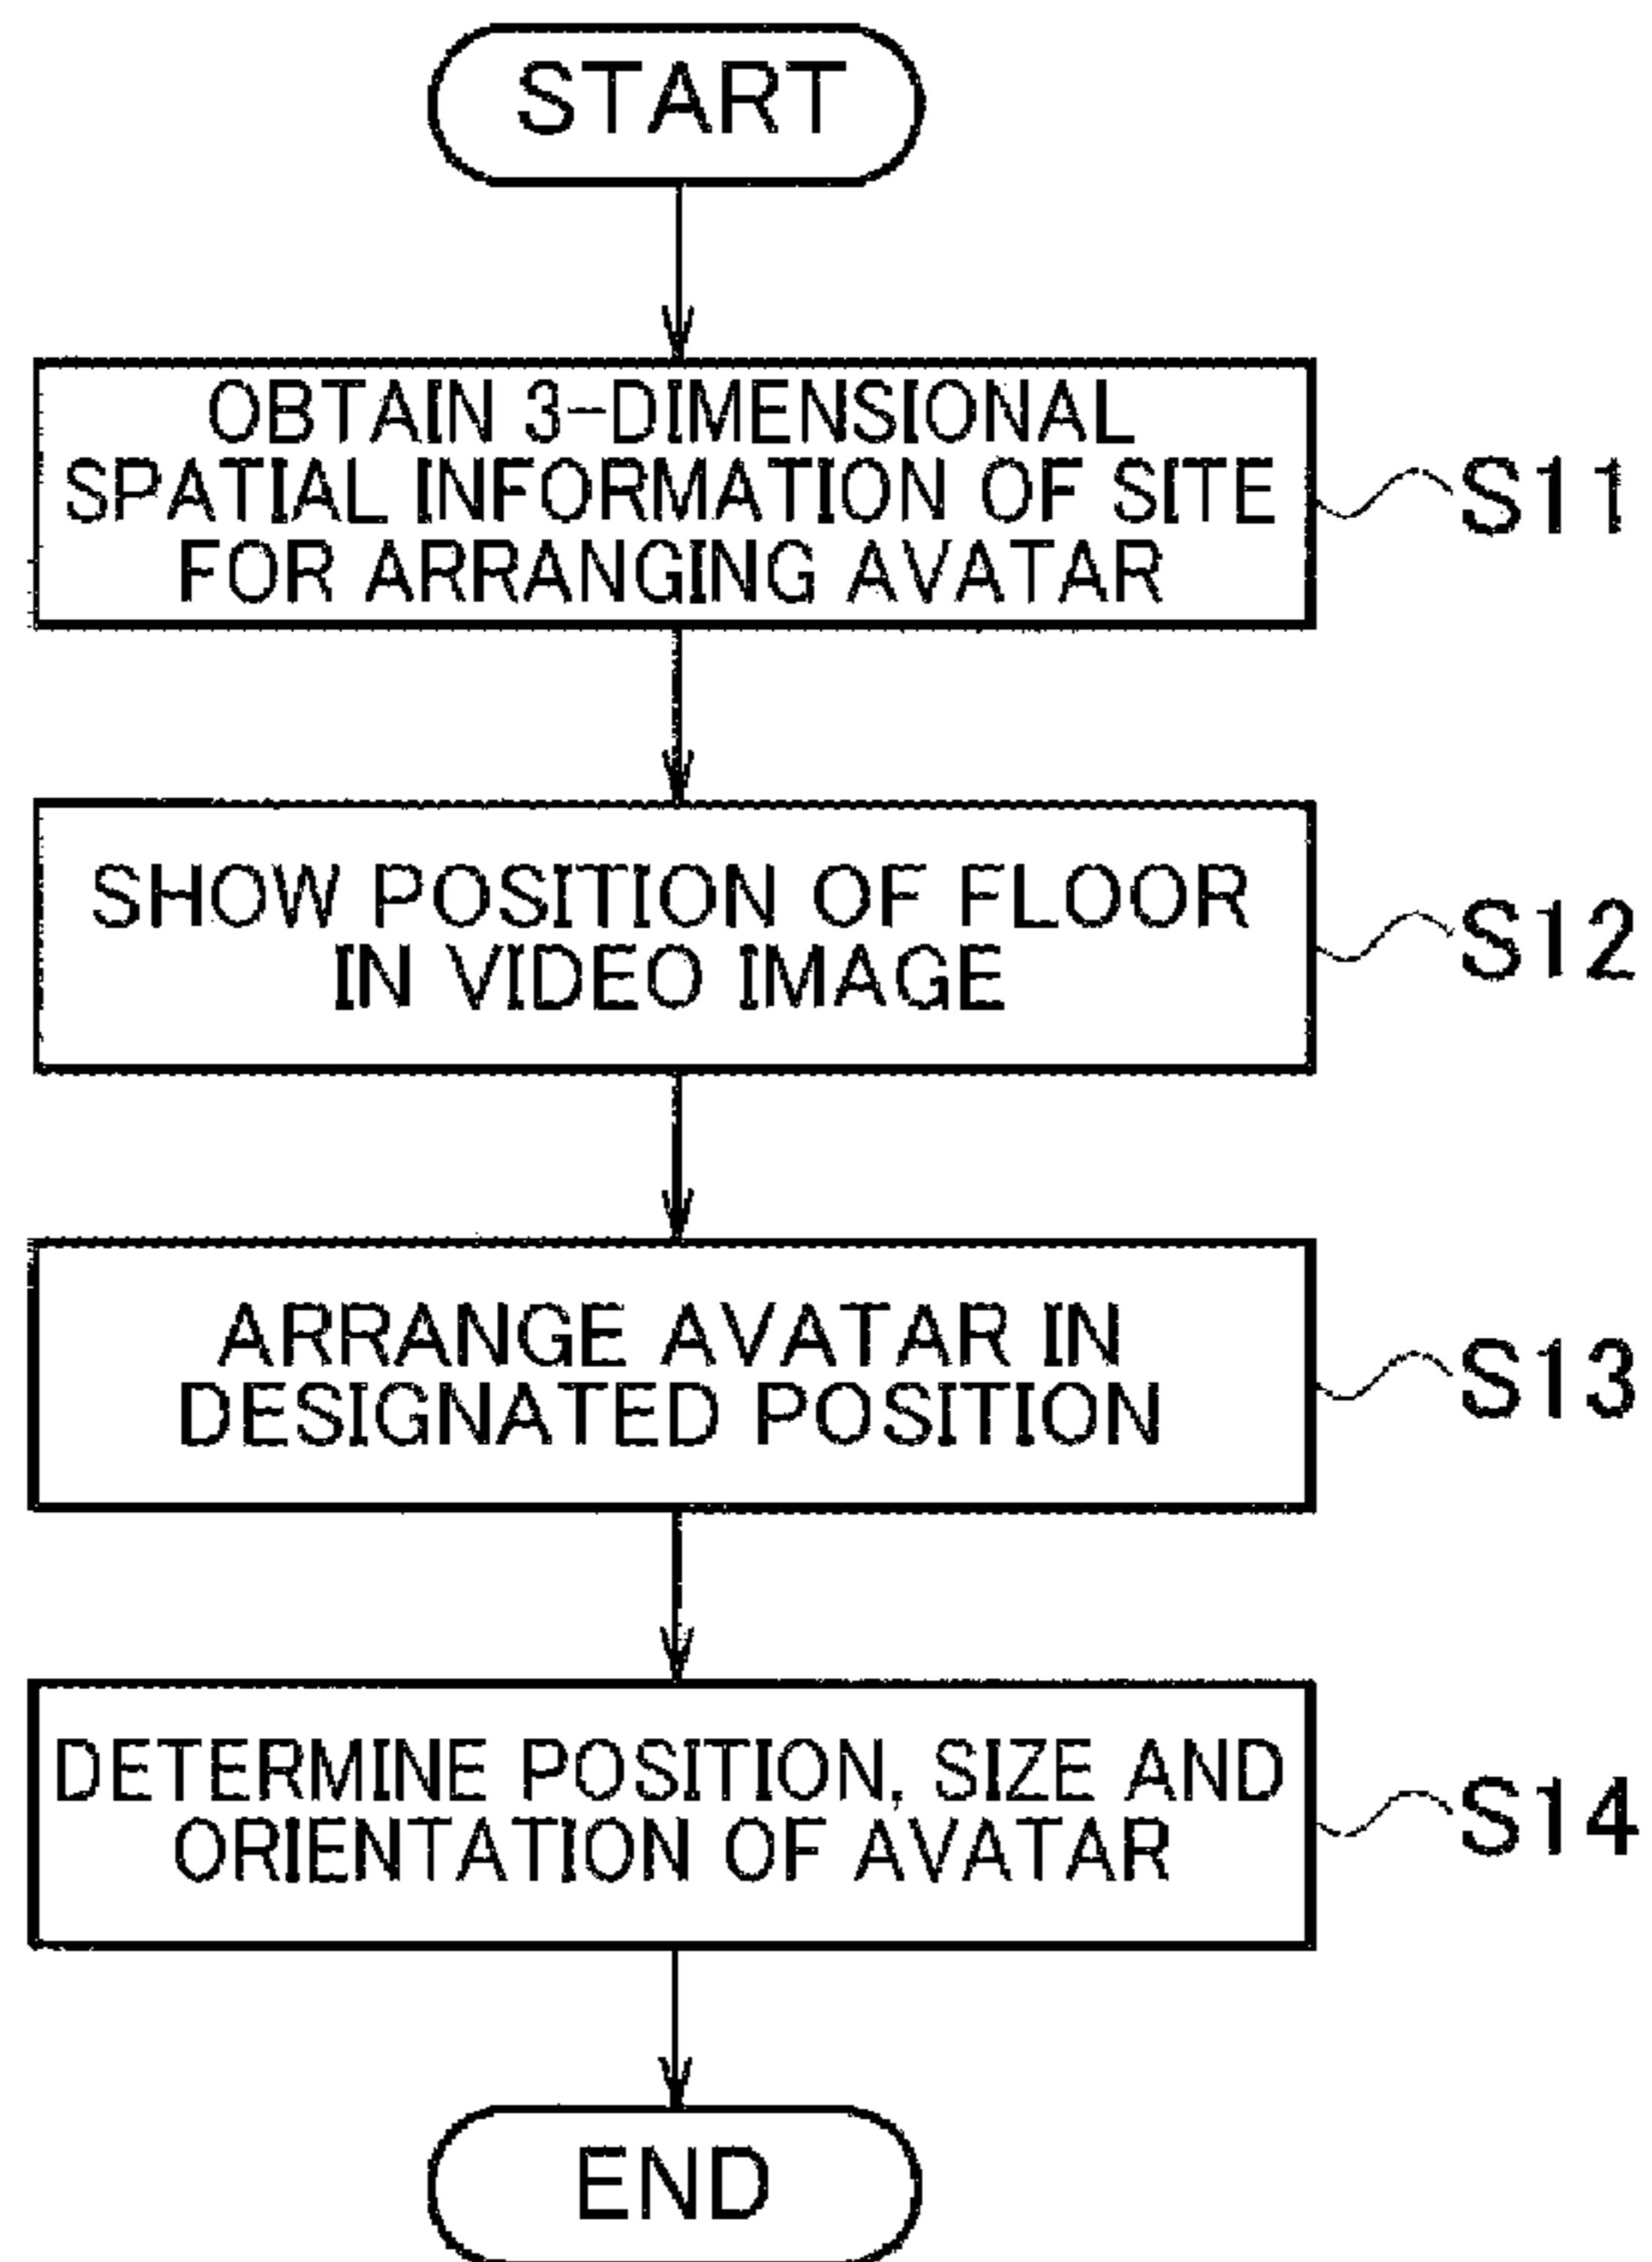 START
OBTAIN 3-DIMENSIONAL
SPATIAL INFORMATION OF SITE
FOR ARRANGING AVATAR
S11
SHOW POSITION OF FLOOR
IN VIDEO IMAGE
S12
ARRANGE AVATAR IN
DESIGNATED POSITION
S13
DETERMINE POSITION, SIZE AND
ORIENTATION OF AVATAR
S14
END